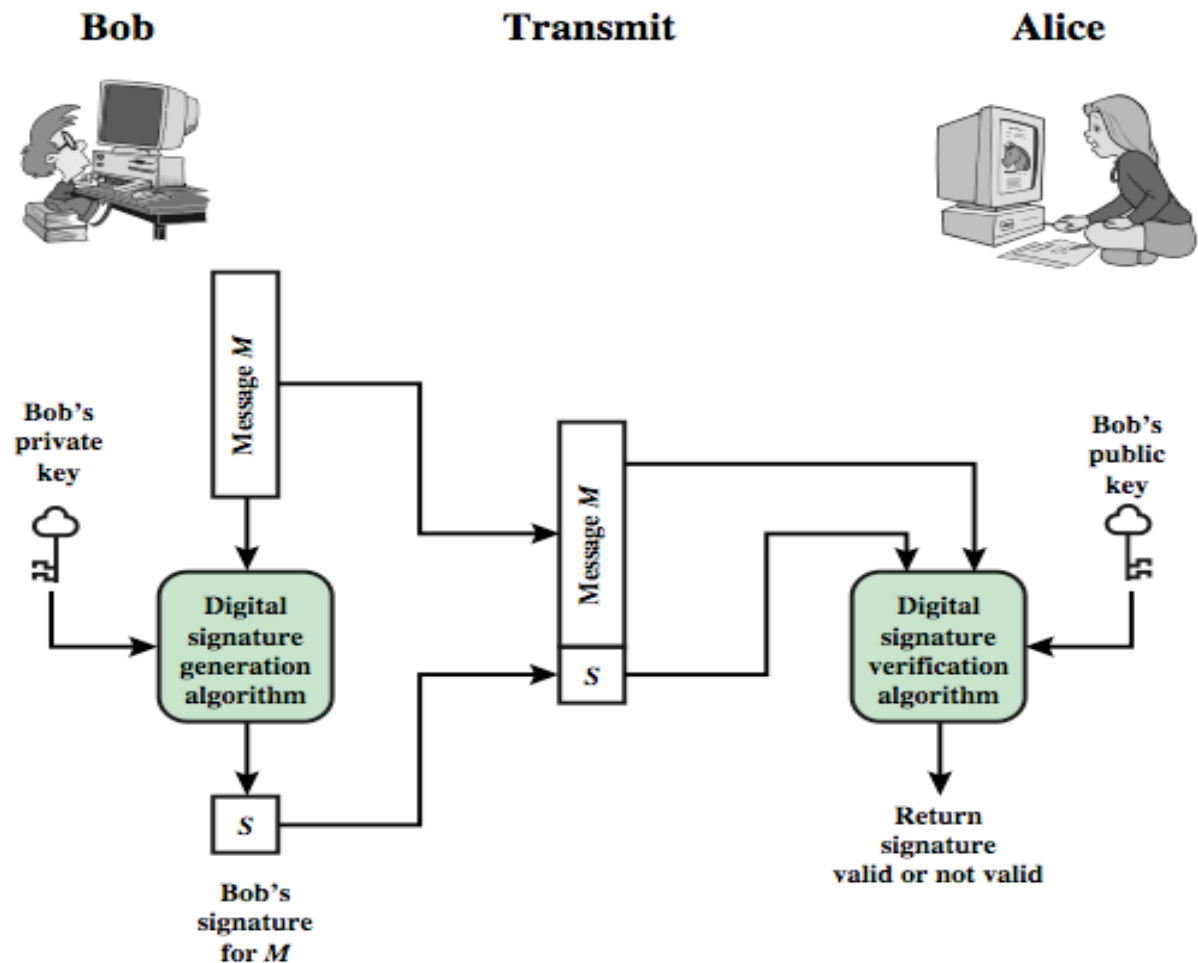 Bob
Transmit
Alice
Message M
Bob's
private
key
Digital
signature
generation
algorithm
S
Bob's
signature
for M
Message M
S
Bob's
public
key
Digital
signature
verification
algorithm
Return
signature
valid or not valid